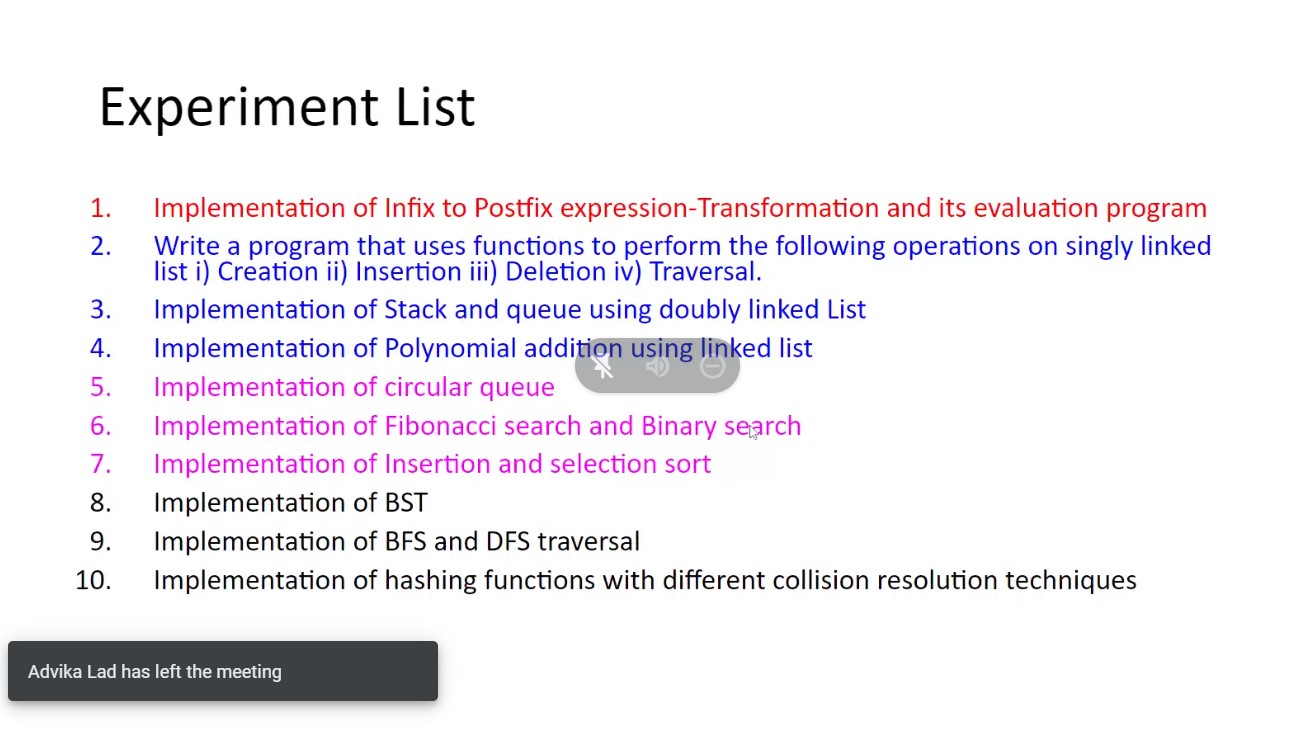 Experiment List
1. Implementation of Infix to Postfix expression-Transformation and its evaluation program
2. Write a program that uses functions to perform the following operations on singly linked
list i) Creation ii) Insertion iii) Deletion iv) Traversal.
3. Implementation of Stack and queue using doubly linked List
4. Implementation of Polynomial addition using linked list
5. Implementation of circular queue
6. Implementation of Fibonacci search and Binary search
7. Implementation of Insertion and selection sort
8. Implementation of BST
9. Implementation of BFS and DFS traversal
10. Implementation of hashing functions with different collision resolution techniques
Advika Lad has left the meeting